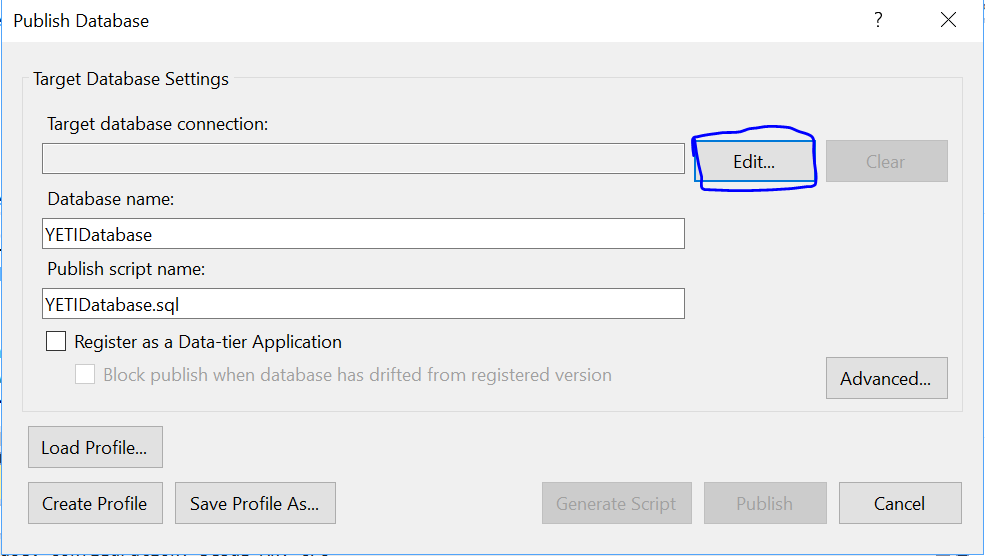 Publish Database
?
Target Database Settings
Target database connection:
Edit...
Clear
Database name:
YETIDatabase
Publish script name:
YETIDatabase.sql
Register as a Data-tier Application
Block publish when database has drifted from registered version
Advanced...
Load Profile...
Create Profile
Save Profile As...
Generate Script
Publish
Cancel